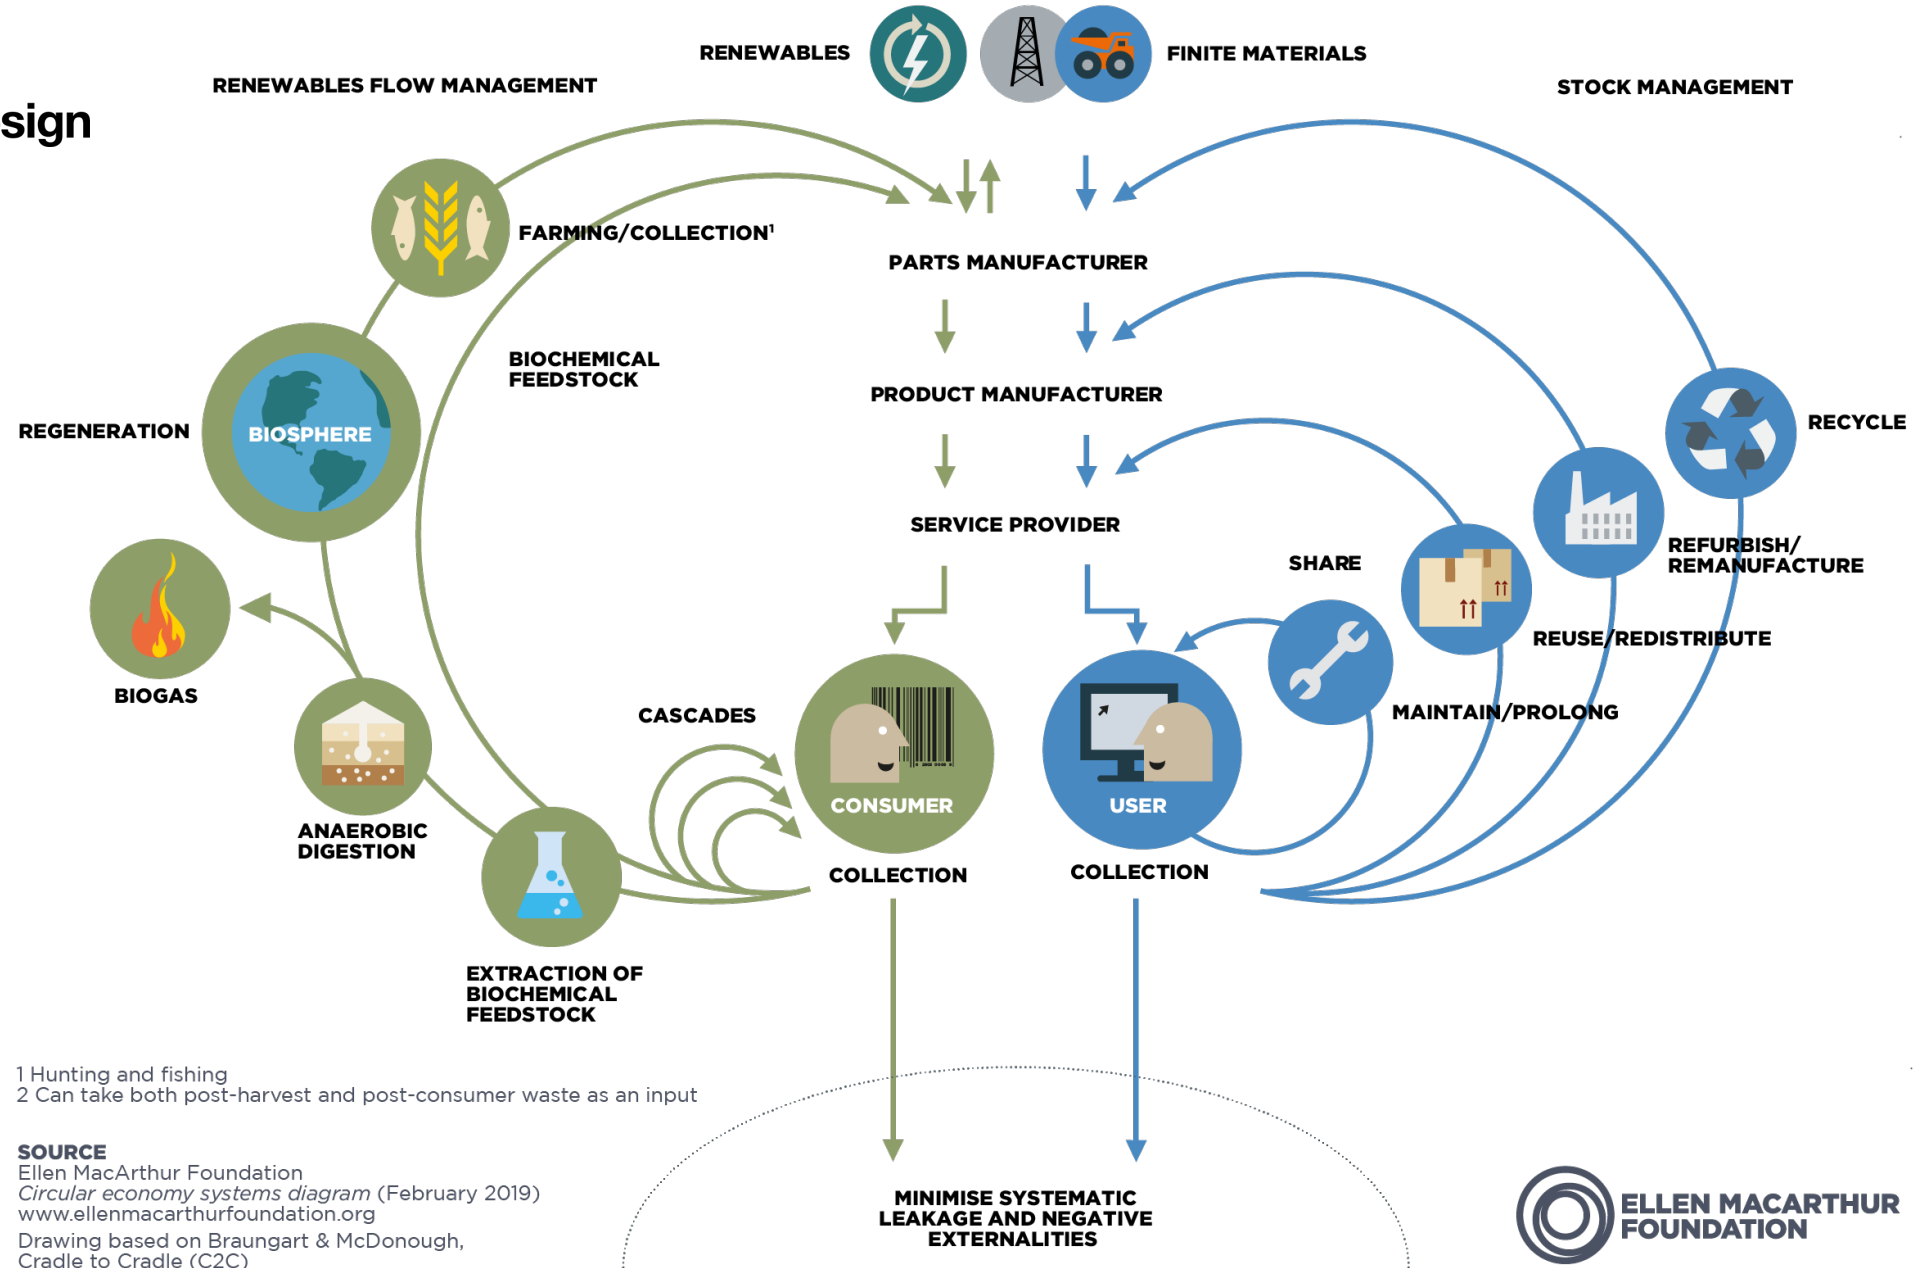 RENEWABLES
FINITE MATERIALS
RENEWABLES FLOW MANAGEMENT
STOCK MANAGEMENT
sign
FARMING/COLLECTION¹
PARTS MANUFACTURER
BIOCHEMICAL
FEEDSTOCK
PRODUCT MANUFACTURER
REGENERATION
BIOSPHERE
RECYCLE
SERVICE PROVIDER
SHARE
REFURBISH/
REMANUFACTURE
REUSE/REDISTRIBUTE
BIOGAS
CASCADES
MAINTAIN/PROLONG
CONSUMER
USER
ANAEROBIC
DIGESTION
COLLECTION
COLLECTION
EXTRACTION OF
BIOCHEMICAL
FEEDSTOCK
1 Hunting and fishing
2 Can take both post-harvest and post-consumer waste as an input
SOURCE
Ellen MacArthur Foundation
Circular economy systems diagram (February 2019)
www.ellenmacarthurfoundation.org
Drawing based on Braungart & McDonough,
Cradle to Cradle (C2C)
MINIMISE SYSTEMATIC
LEAKAGE AND NEGATIVE
EXTERNALITIES
ELLEN MACARTHUR
FOUNDATION